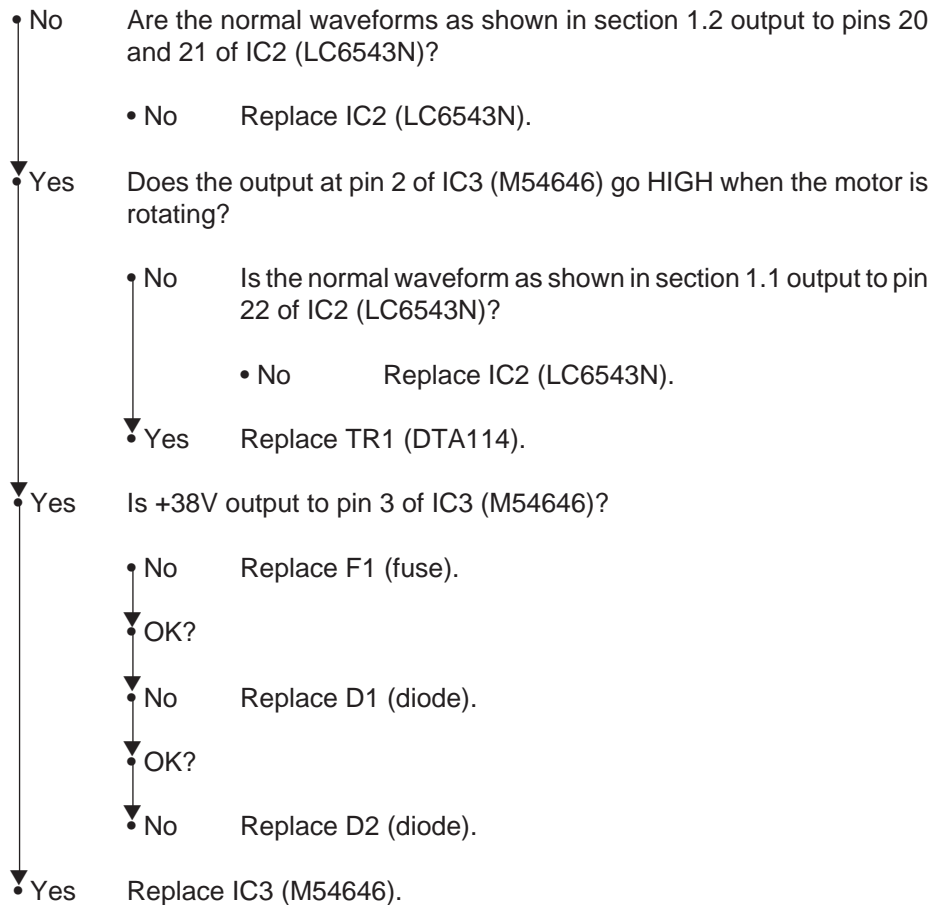 • No Are the normal waveforms as shown in section 1.2 output to pins 20
and 21 of IC2 (LC6543N)?
• No Replace IC2 (LC6543N).
• Yes Does the output at pin 2 of IC3 (M54646) go HIGH when the motor is
rotating?
• No Is the normal waveform as shown in section 1.1 output to pin
22 of IC2 (LC6543N)?
• No Replace IC2 (LC6543N).
• Yes Replace TR1 (DTA114).
• Yes Is +38V output to pin 3 of IC3 (M54646)?
• No Replace F1 (fuse).
• OK?
• No Replace D1 (diode).
• OK?
• No Replace D2 (diode).
• Yes Replace IC3 (M54646).